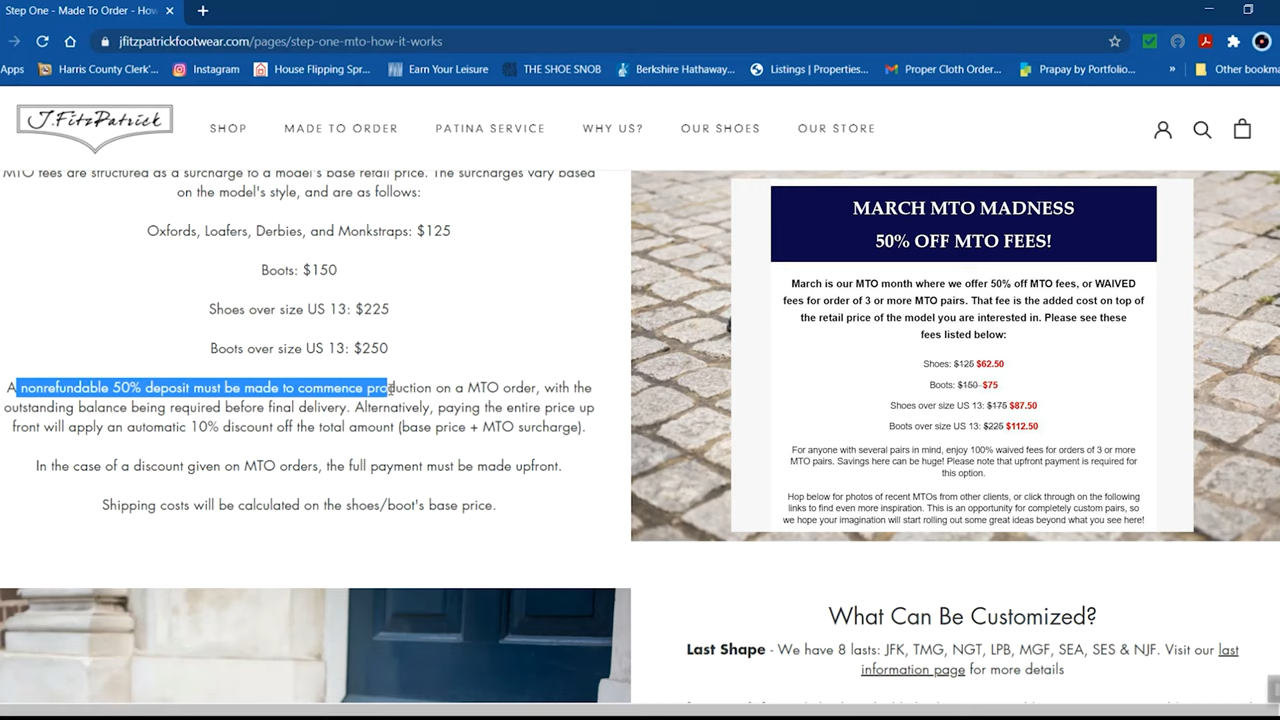 Step One - Made To Order - How
jfitzpatrickfootwear.com/pages/step-one-mto-how-it-works
Apps
Harris County Clerk'...
Instagram
House Flipping Spr...
Earn Your Leisure
THE SHOE SNOB
Berkshire Hathaway...
Listings | Properties...
Proper Cloth Order...
Prapay by Portfolio...
»
Other bookma
J.FitzPatrick
SHOP
MADE TO ORDER
PATINA SERVICE
WHY US?
OUR SHOES
OUR STORE
MTO fees are structured as a surcharge to a model's base retail price. The surcharges vary based
on the model's style, and are as follows:
Oxfords, Loafers, Derbies, and Monkstraps: $125
Boots: $150
Shoes over size US 13: $225
Boots over size US 13: $250
A nonrefundable 50% deposit must be made to commence production on a MTO order, with the
outstanding balance being required before final delivery. Alternatively, paying the entire price up
front will apply an automatic 10% discount off the total amount (base price + MTO surcharge).
In the case of a discount given on MTO orders, the full payment must be made upfront.
Shipping costs will be calculated on the shoes/boot's base price.
MARCH MTO MADNESS
50% OFF MTO FEES!
March is our MTO month where we offer 50% off MTO fees, or WAIVED
fees for order of 3 or more MTO pairs. That fee is the added cost on top of
the retail price of the model you are interested in. Please see these
fees listed below:
Shoes: $125 $62.50
Boots: $150 $75
Shoes over size US 13: $175 $87.50
Boots over size US 13: $225 $112.50
For anyone with several pairs in mind, enjoy 100% waived fees for orders of 3 or more
MTO pairs. Savings here can be huge! Please note that upfront payment is required for
this option.
Hop below for photos of recent MTOs from other clients, or click through on the following
links to find even more inspiration. This is an opportunity for completely custom pairs, so
we hope your imagination will start rolling out some great ideas beyond what you see here!
What Can Be Customized?
Last Shape - We have 8 lasts: JFK, TMG, NGT, LPB, MGF, SEA, SES & NJF. Visit our last
information page for more details